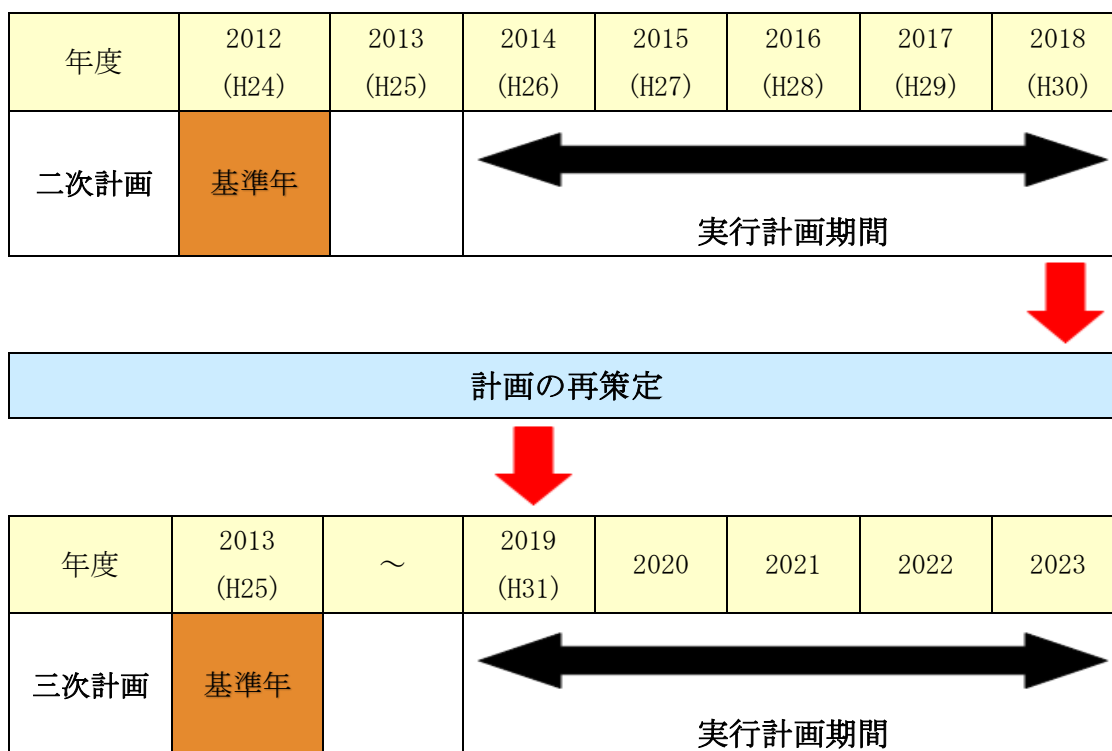 年度 2012 2013 2014 2015 2016 2017 2018
(H24) (H25) (H26) (H27) (H28) (H29) (H30)
二次計画 基準年
実行計画期間
計画の再策定
年度 2013 ～ 2019 2020 2021 2022 2023
(H25) (H31)
三次計画 基準年
実行計画期間